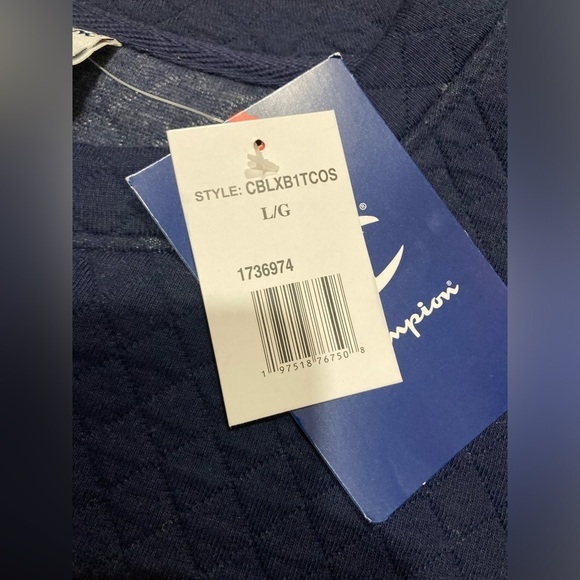 STYLE: CBLXB1TCOS
L/G
1736974
1 97518 76750 8
®
mpion®